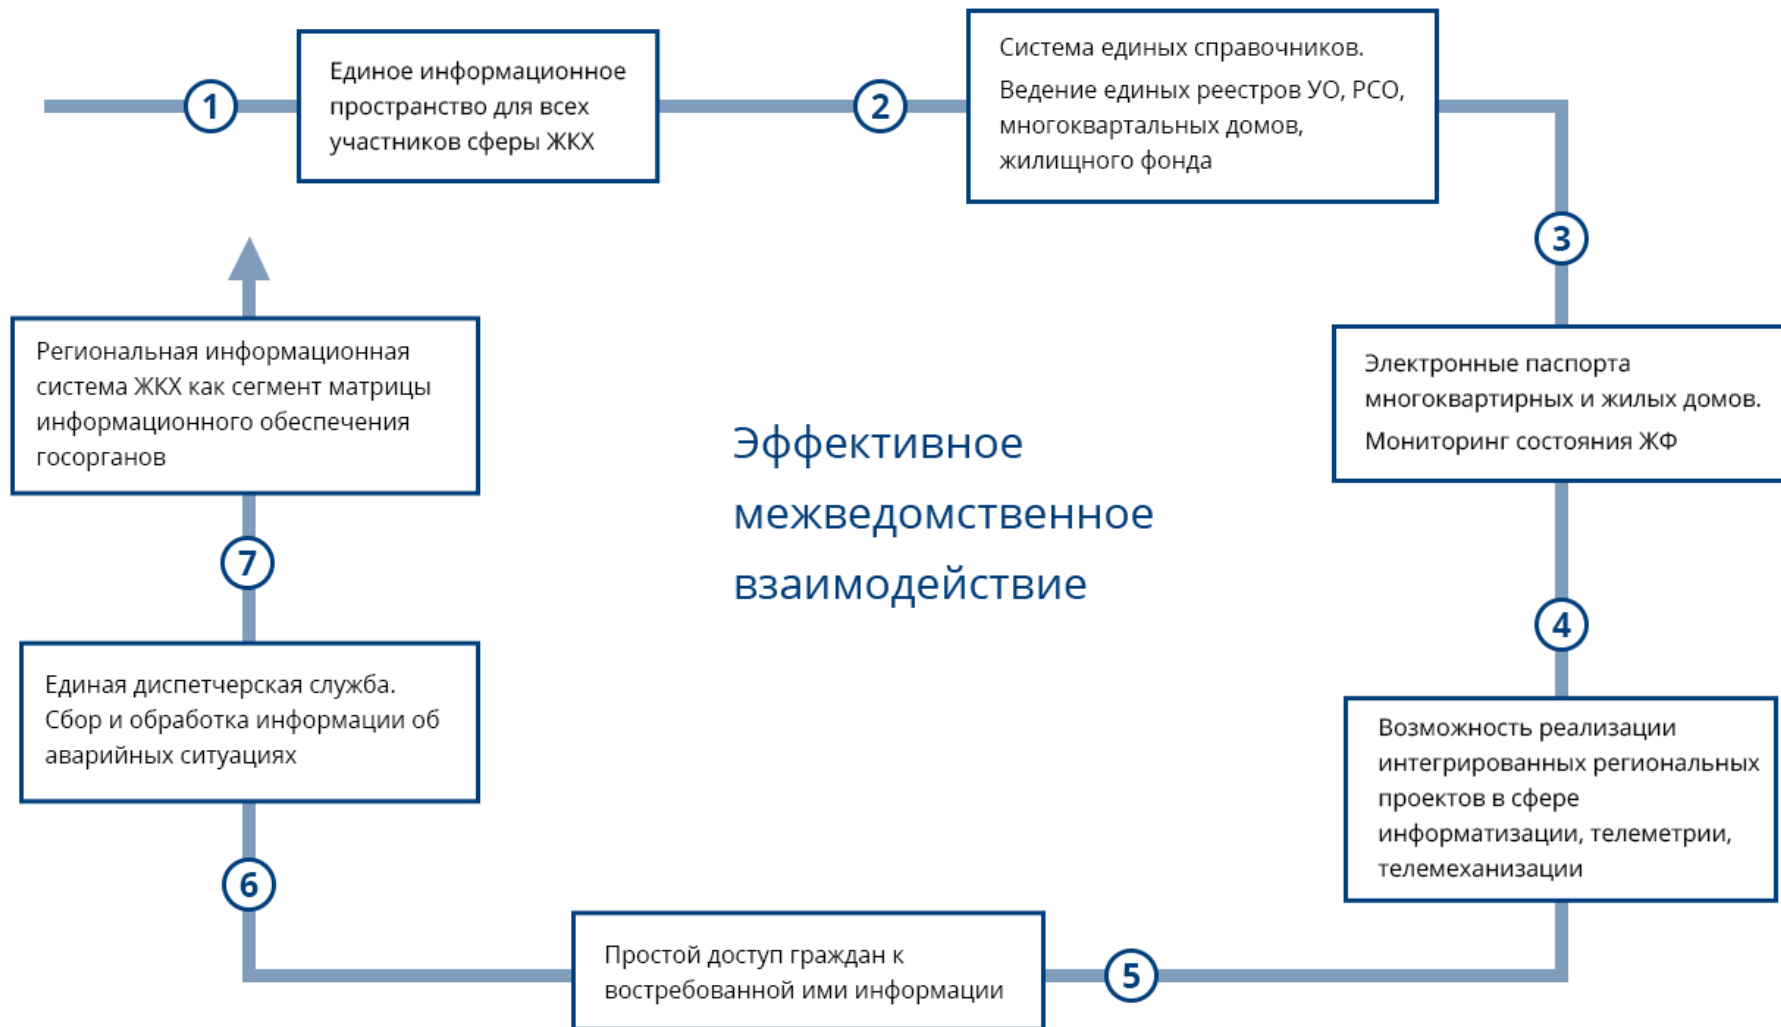 1
Единое информационное
пространство для всех
участников сферы ЖКХ
2
Система единых справочников.
Ведение единых реестров УО, РСО,
многоквартальных домов,
жилищного фонда
3
Электронные паспорта
многоквартирных и жилых домов.
Мониторинг состояния ЖФ
4
Возможность реализации
интегрированных региональных
проектов в сфере
информатизации, телеметрии,
телемеханизации
5
Простой доступ граждан к
востребованной ими информации
6
Единая диспетчерская служба.
Сбор и обработка информации об
аварийных ситуациях
7
Региональная информационная
система ЖКХ как сегмент матрицы
информационного обеспечения
госорганов
Эффективное
межведомственное
взаимодействие